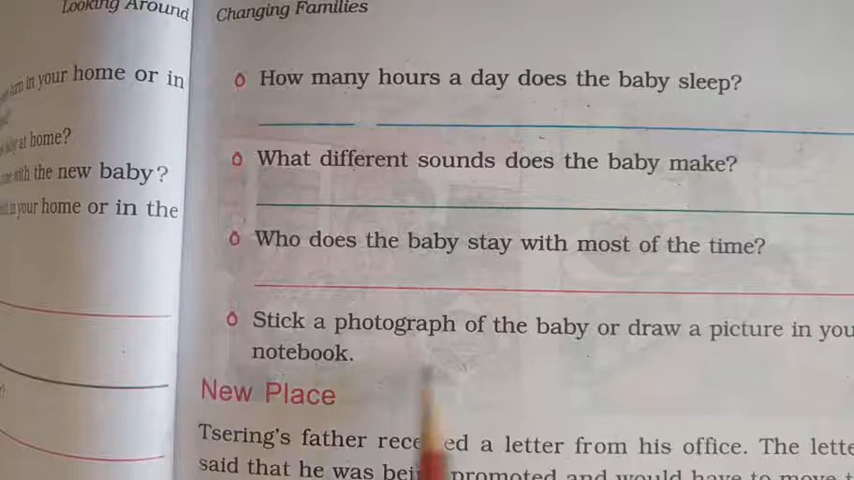 Looking Around
home or in
at home?
with the new baby?
in your home or in the
Changing Families
How many hours a day does the baby sleep?
What different sounds does the baby make?
Who does the baby stay with most of the time?
Stick a photograph of the baby or draw a picture in you
notebook.
New Place
Tsering's father rece ed a letter from his office. The lette
said that he was bei promoted and would have to move